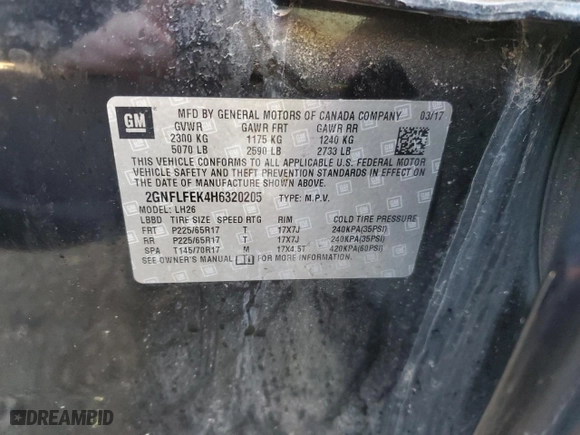 GM
MFD BY GENERAL MOTORS OF CANADA COMPANY 03/17
GVWR GAWR FRT GAWR RR
2300 KG 1175 KG 1240 KG
5070 LB 2590 LB 2733 LB
THIS VEHICLE CONFORMS TO ALL APPLICABLE U.S. FEDERAL MOTOR
VEHICLE SAFETY AND THEFT PREVENTION STANDARDS IN EFFECT ON
THE DATE OF MANUFACTURE SHOWN ABOVE.
2GNFLFEK4H6320205 TYPE: M.P.V.
MODEL: LH26
LBBD TIRE SIZE SPEED RTG RIM COLD TIRE PRESSURE
FRT P225/65R17 T 17X7J 240KPA(35PSI)
RR P225/65R17 T 17X7J 240KPA(35PSI)
SPA T145/70R17 M 17X4.5T 420KPA(60PSI)
SEE OWNER'S MANUAL FOR MORE INFORMATION.
DREAMBID